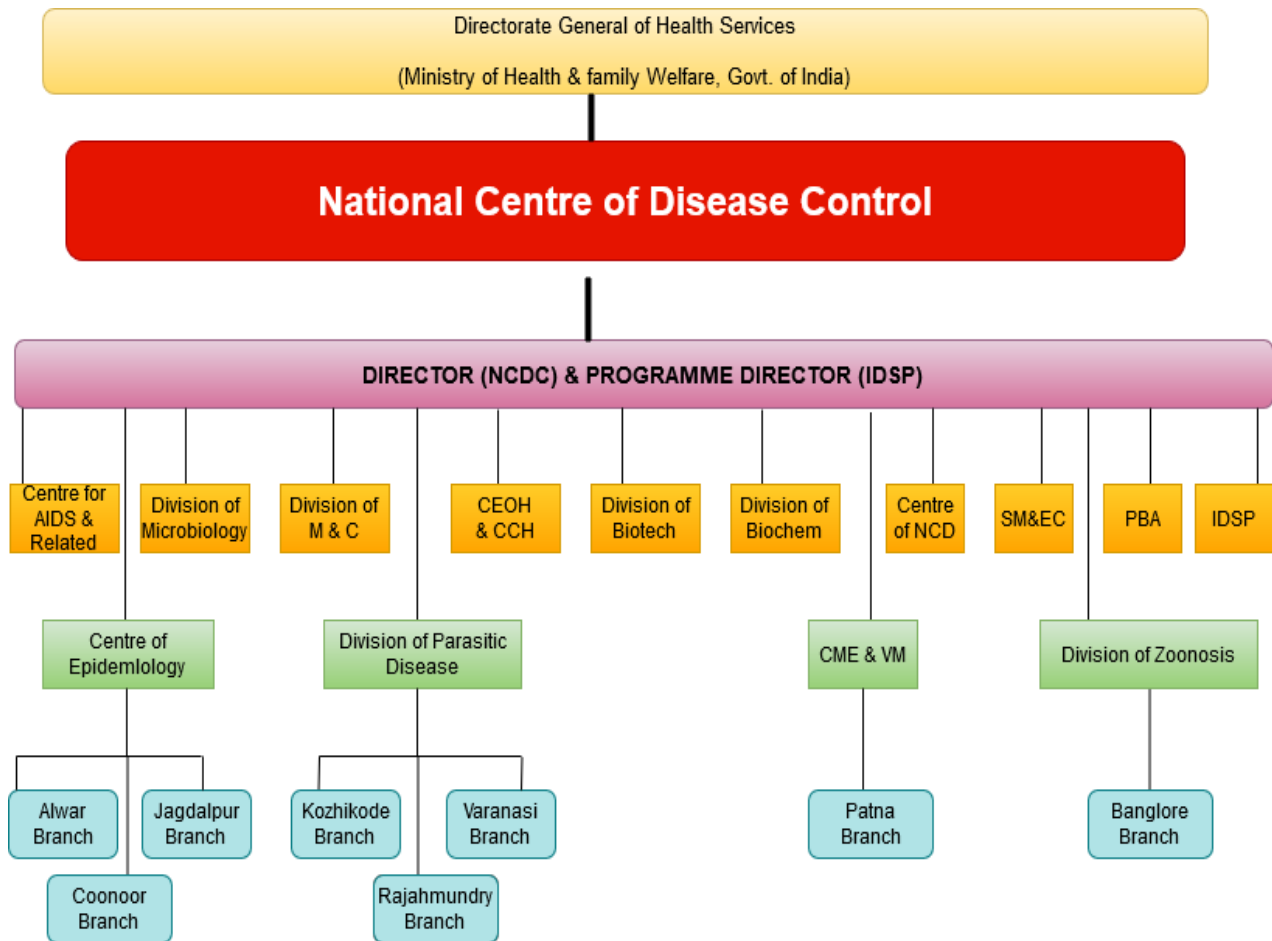 Directorate General of Health Services
(Ministry of Health & family Welfare, Govt. of India)
National Centre of Disease Control
DIRECTOR (NCDC) & PROGRAMME DIRECTOR (IDSP)
Centre for
AIDS &
Related
Division of
Microbiology
Division of
M & C
CEOH
& CCH
Division of
Biotech
Division of
Biochem
Centre
of NCD
SM&EC
PBA
IDSP
Centre of
Epidemlology
Division of Parasitic
Disease
CME & VM
Division of Zoonosis
Alwar
Branch
Jagdalpur
Branch
Kozhikode
Branch
Varanasi
Branch
Patna
Branch
Banglore
Branch
Coonoor
Branch
Rajahmundry
Branch